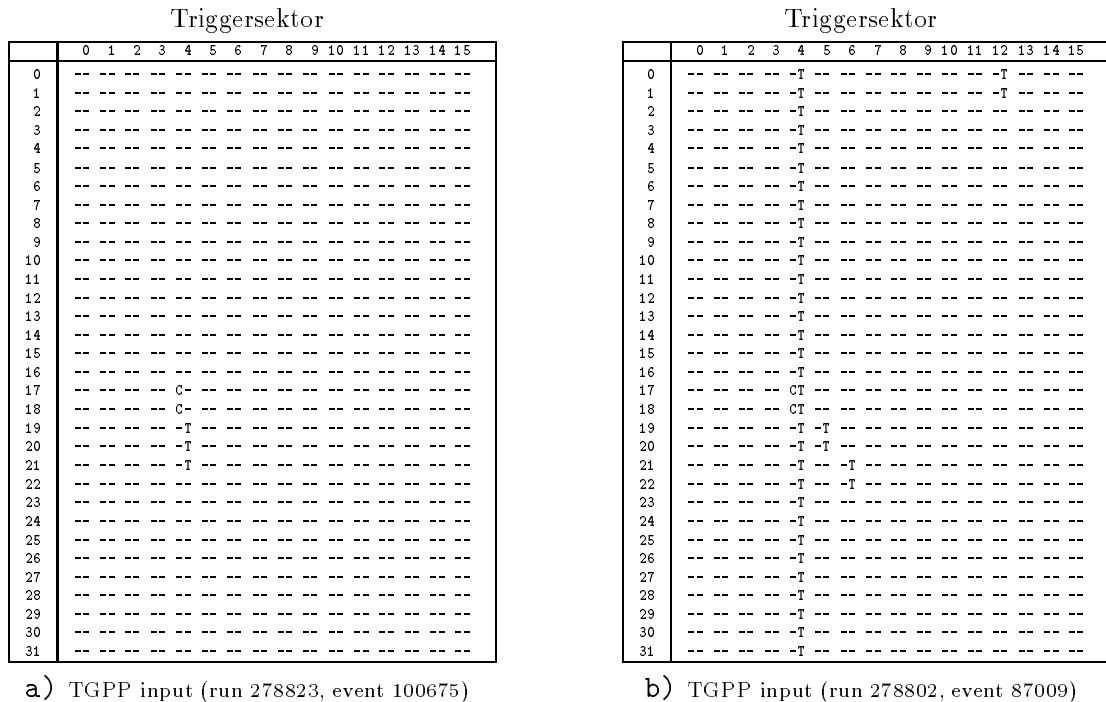 Triggersektor
0 1 2 3 4 5 6 7 8 9 10 11 12 13 14 15
0 -- -- -- -- -- -- -- -- -- -- -- -- -- -- -- --
1 -- -- -- -- -- -- -- -- -- -- -- -- -- -- -- --
2 -- -- -- -- -- -- -- -- -- -- -- -- -- -- -- --
3 -- -- -- -- -- -- -- -- -- -- -- -- -- -- -- --
4 -- -- -- -- -- -- -- -- -- -- -- -- -- -- -- --
5 -- -- -- -- -- -- -- -- -- -- -- -- -- -- -- --
6 -- -- -- -- -- -- -- -- -- -- -- -- -- -- -- --
7 -- -- -- -- -- -- -- -- -- -- -- -- -- -- -- --
8 -- -- -- -- -- -- -- -- -- -- -- -- -- -- -- --
9 -- -- -- -- -- -- -- -- -- -- -- -- -- -- -- --
10 -- -- -- -- -- -- -- -- -- -- -- -- -- -- -- --
11 -- -- -- -- -- -- -- -- -- -- -- -- -- -- -- --
12 -- -- -- -- -- -- -- -- -- -- -- -- -- -- -- --
13 -- -- -- -- -- -- -- -- -- -- -- -- -- -- -- --
14 -- -- -- -- -- -- -- -- -- -- -- -- -- -- -- --
15 -- -- -- -- -- -- -- -- -- -- -- -- -- -- -- --
16 -- -- -- -- -- -- -- -- -- -- -- -- -- -- -- --
17 -- -- -- -- C- -- -- -- -- -- -- -- -- -- -- --
18 -- -- -- -- C- -- -- -- -- -- -- -- -- -- -- --
19 -- -- -- -- -T -- -- -- -- -- -- -- -- -- -- --
20 -- -- -- -- -T -- -- -- -- -- -- -- -- -- -- --
21 -- -- -- -- -T -- -- -- -- -- -- -- -- -- -- --
22 -- -- -- -- -- -- -- -- -- -- -- -- -- -- -- --
23 -- -- -- -- -- -- -- -- -- -- -- -- -- -- -- --
24 -- -- -- -- -- -- -- -- -- -- -- -- -- -- -- --
25 -- -- -- -- -- -- -- -- -- -- -- -- -- -- -- --
26 -- -- -- -- -- -- -- -- -- -- -- -- -- -- -- --
27 -- -- -- -- -- -- -- -- -- -- -- -- -- -- -- --
28 -- -- -- -- -- -- -- -- -- -- -- -- -- -- -- --
29 -- -- -- -- -- -- -- -- -- -- -- -- -- -- -- --
30 -- -- -- -- -- -- -- -- -- -- -- -- -- -- -- --
31 -- -- -- -- -- -- -- -- -- -- -- -- -- -- -- --
a) TGPP input (run 278823, event 100675)
Triggersektor
0 1 2 3 4 5 6 7 8 9 10 11 12 13 14 15
0 -- -- -- -- -T -- -- -- -- -- -- -- -T -- -- --
1 -- -- -- -- -T -- -- -- -- -- -- -- -T -- -- --
2 -- -- -- -- -T -- -- -- -- -- -- -- -- -- -- --
3 -- -- -- -- -T -- -- -- -- -- -- -- -- -- -- --
4 -- -- -- -- -T -- -- -- -- -- -- -- -- -- -- --
5 -- -- -- -- -T -- -- -- -- -- -- -- -- -- -- --
6 -- -- -- -- -T -- -- -- -- -- -- -- -- -- -- --
7 -- -- -- -- -T -- -- -- -- -- -- -- -- -- -- --
8 -- -- -- -- -T -- -- -- -- -- -- -- -- -- -- --
9 -- -- -- -- -T -- -- -- -- -- -- -- -- -- -- --
10 -- -- -- -- -T -- -- -- -- -- -- -- -- -- -- --
11 -- -- -- -- -T -- -- -- -- -- -- -- -- -- -- --
12 -- -- -- -- -T -- -- -- -- -- -- -- -- -- -- --
13 -- -- -- -- -T -- -- -- -- -- -- -- -- -- -- --
14 -- -- -- -- -T -- -- -- -- -- -- -- -- -- -- --
15 -- -- -- -- -T -- -- -- -- -- -- -- -- -- -- --
16 -- -- -- -- -T -- -- -- -- -- -- -- -- -- -- --
17 -- -- -- -- CT -- -- -- -- -- -- -- -- -- -- --
18 -- -- -- -- CT -- -- -- -- -- -- -- -- -- -- --
19 -- -- -- -- -T -T -- -- -- -- -- -- -- -- -- --
20 -- -- -- -- -T -T -- -- -- -- -- -- -- -- -- --
21 -- -- -- -- -T -- -T -- -- -- -- -- -- -- -- --
22 -- -- -- -- -T -- -T -- -- -- -- -- -- -- -- --
23 -- -- -- -- -T -- -- -- -- -- -- -- -- -- -- --
24 -- -- -- -- -T -- -- -- -- -- -- -- -- -- -- --
25 -- -- -- -- -T -- -- -- -- -- -- -- -- -- -- --
26 -- -- -- -- -T -- -- -- -- -- -- -- -- -- -- --
27 -- -- -- -- -T -- -- -- -- -- -- -- -- -- -- --
28 -- -- -- -- -T -- -- -- -- -- -- -- -- -- -- --
29 -- -- -- -- -T -- -- -- -- -- -- -- -- -- -- --
30 -- -- -- -- -T -- -- -- -- -- -- -- -- -- -- --
31 -- -- -- -- -T -- -- -- -- -- -- -- -- -- -- --
b) TGPP input (run 278802, event 87009)